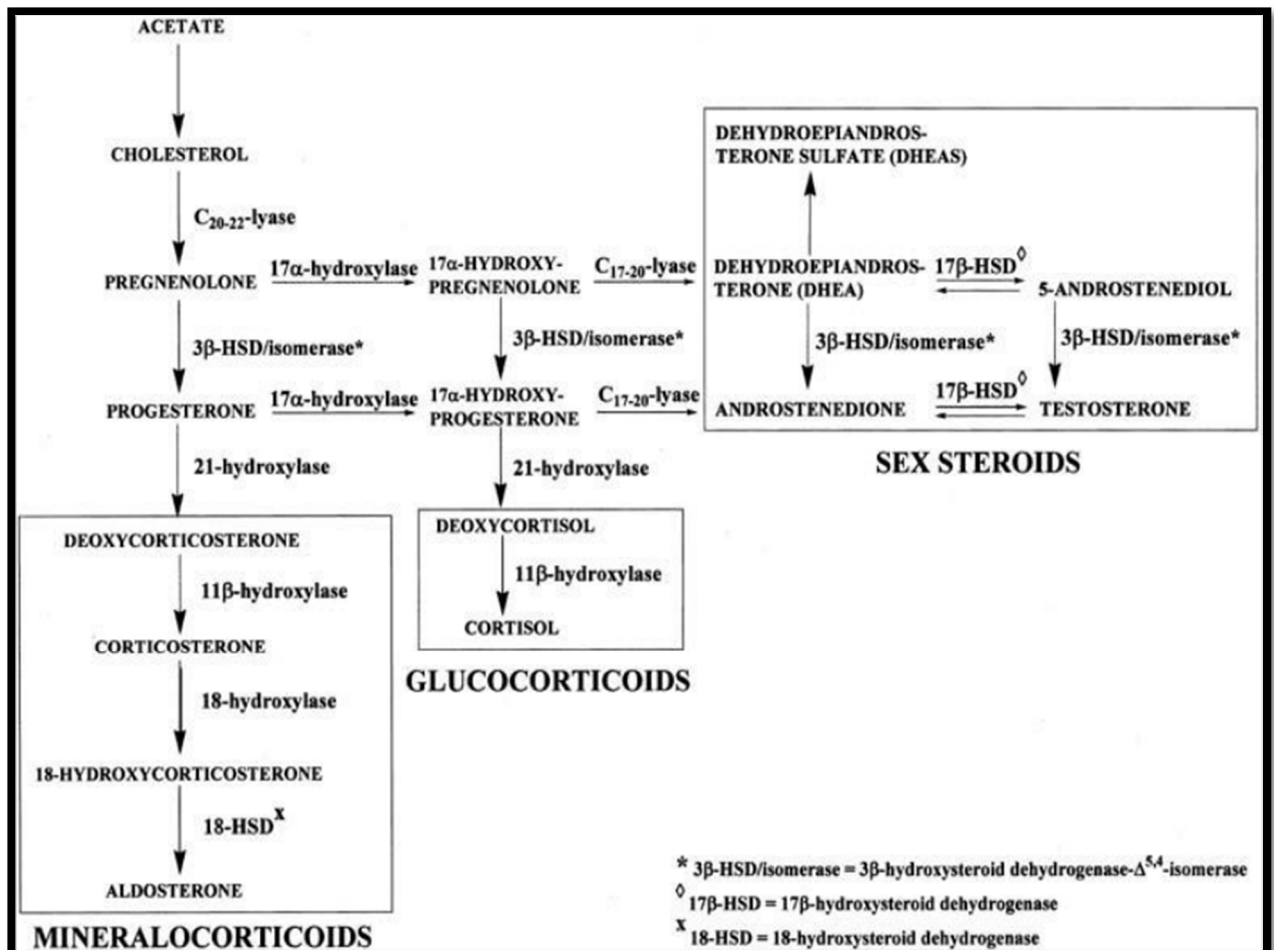 ACETATE
CHOLESTEROL
C20-22-lyase
PREGNENOLONE
17α-hydroxylase
17α-HYDROXY-
PREGNENOLONE
C17-20-lyase
DEHYDROEPIANDROS-
TERONE SULFATE (DHEAS)
DEHYDROEPIANDROS-
TERONE (DHEA)
17β-HSD◊
5-ANDROSTENEDIOL
3β-HSD/isomerase*
3β-HSD/isomerase*
3β-HSD/isomerase*
3β-HSD/isomerase*
PROGESTERONE
17α-hydroxylase
17α-HYDROXY-
PROGESTERONE
C17-20-lyase
ANDROSTENEDIONE
17β-HSD◊
TESTOSTERONE
SEX STEROIDS
21-hydroxylase
21-hydroxylase
DEOXYCORTICOSTERONE
11β-hydroxylase
CORTICOSTERONE
18-hydroxylase
18-HYDROXYCORTICOSTERONE
18-HSDx
ALDOSTERONE
MINERALOCORTICOIDS
DEOXYCORTISOL
11β-hydroxylase
CORTISOL
GLUCOCORTICOIDS
* 3β-HSD/isomerase = 3β-hydroxysteroid dehydrogenase-Δ5,4-isomerase
◊ 17β-HSD = 17β-hydroxysteroid dehydrogenase
x 18-HSD = 18-hydroxysteroid dehydrogenase